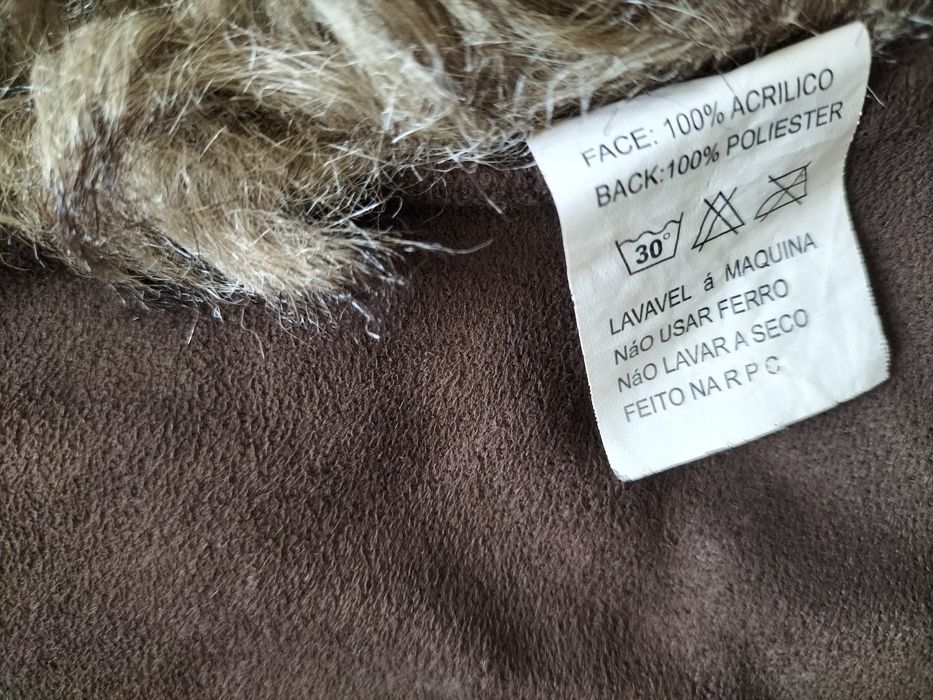 FACE: 100% ACRILICO
BACK:100% POLIESTER
30°
LAVAVEL á MAQUINA
NáO USAR FERRO
NáO LAVAR A SECO
FEITO NA R P C